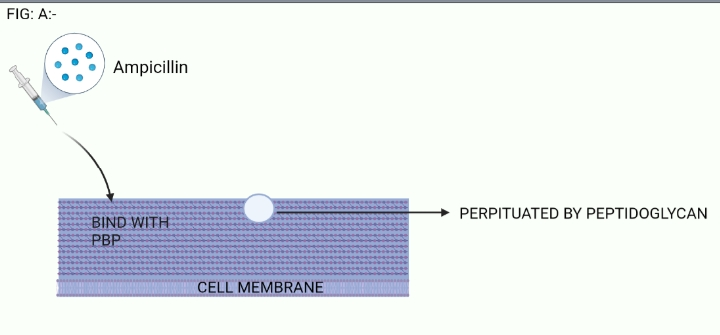 FIG: A:-
Ampicillin
BIND WITH
PBP
PERPITUATED BY PEPTIDOGLYCAN
CELL MEMBRANE